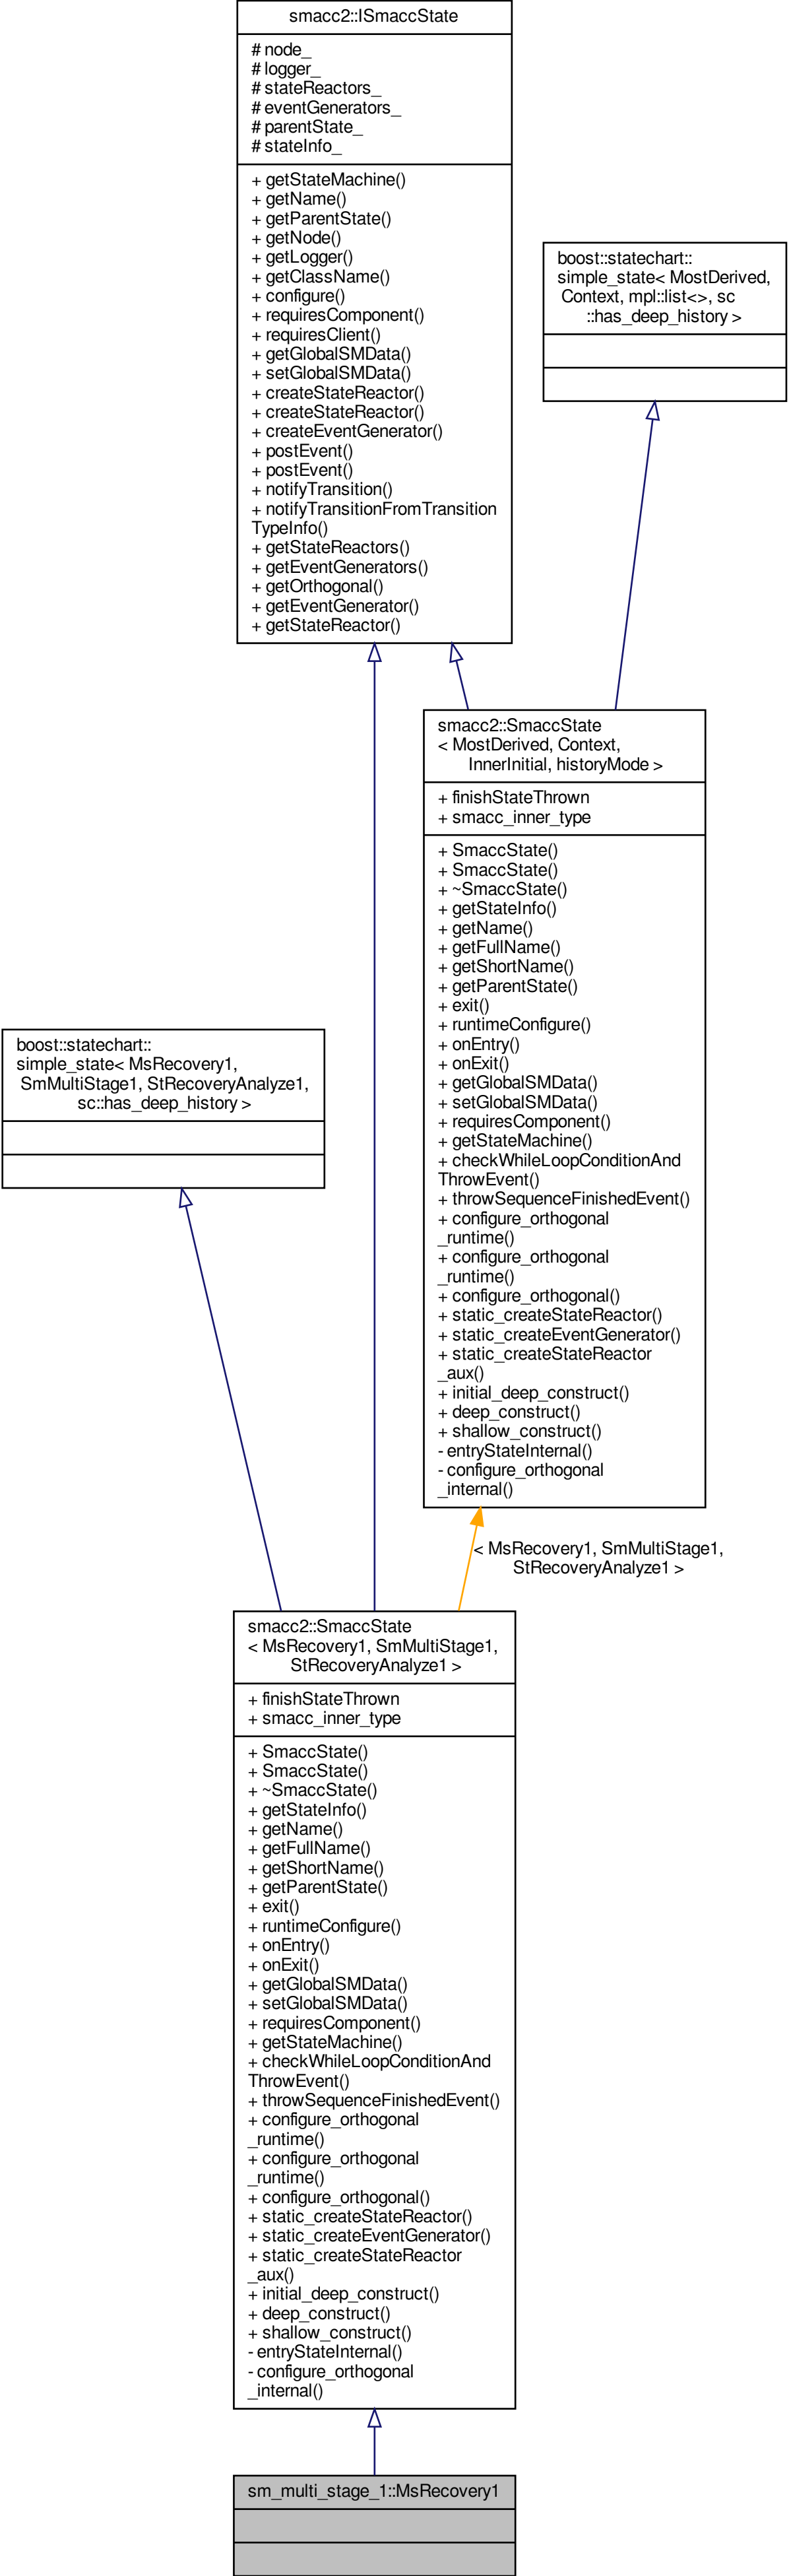 smacc2::ISmaccState
# node_
# logger_
# stateReactors_
# eventGenerators_
# parentState_
# stateInfo_
+ getStateMachine()
+ getName()
+ getParentState()
+ getNode()
+ getLogger()
+ getClassName()
+ configure()
+ requiresComponent()
+ requiresClient()
+ getGlobalSMData()
+ setGlobalSMData()
+ createStateReactor()
+ createStateReactor()
+ createEventGenerator()
+ postEvent()
+ postEvent()
+ notifyTransition()
+ notifyTransitionFromTransition
TypeInfo()
+ getStateReactors()
+ getEventGenerators()
+ getOrthogonal()
+ getEventGenerator()
+ getStateReactor()
boost::statechart::
simple_state< MostDerived,
Context, mpl::list<>, sc
::has_deep_history >
smacc2::SmaccState
< MostDerived, Context,
InnerInitial, historyMode >
+ finishStateThrown
+ smacc_inner_type
+ SmaccState()
+ SmaccState()
+ ~SmaccState()
+ getStateInfo()
+ getName()
+ getFullName()
+ getShortName()
+ getParentState()
+ exit()
+ runtimeConfigure()
+ onEntry()
+ onExit()
+ getGlobalSMData()
+ setGlobalSMData()
+ requiresComponent()
+ getStateMachine()
+ checkWhileLoopConditionAnd
ThrowEvent()
+ throwSequenceFinishedEvent()
+ configure_orthogonal
_runtime()
+ configure_orthogonal
_runtime()
+ configure_orthogonal()
+ static_createStateReactor()
+ static_createEventGenerator()
+ static_createStateReactor
_aux()
+ initial_deep_construct()
+ deep_construct()
+ shallow_construct()
- entryStateInternal()
- configure_orthogonal
_internal()
boost::statechart::
simple_state< MsRecovery1,
SmMultiStage1, StRecoveryAnalyze1,
sc::has_deep_history >
< MsRecovery1, SmMultiStage1,
StRecoveryAnalyze1 >
smacc2::SmaccState
< MsRecovery1, SmMultiStage1,
StRecoveryAnalyze1 >
+ finishStateThrown
+ smacc_inner_type
+ SmaccState()
+ SmaccState()
+ ~SmaccState()
+ getStateInfo()
+ getName()
+ getFullName()
+ getShortName()
+ getParentState()
+ exit()
+ runtimeConfigure()
+ onEntry()
+ onExit()
+ getGlobalSMData()
+ setGlobalSMData()
+ requiresComponent()
+ getStateMachine()
+ checkWhileLoopConditionAnd
ThrowEvent()
+ throwSequenceFinishedEvent()
+ configure_orthogonal
_runtime()
+ configure_orthogonal
_runtime()
+ configure_orthogonal()
+ static_createStateReactor()
+ static_createEventGenerator()
+ static_createStateReactor
_aux()
+ initial_deep_construct()
+ deep_construct()
+ shallow_construct()
- entryStateInternal()
- configure_orthogonal
_internal()
sm_multi_stage_1::MsRecovery1